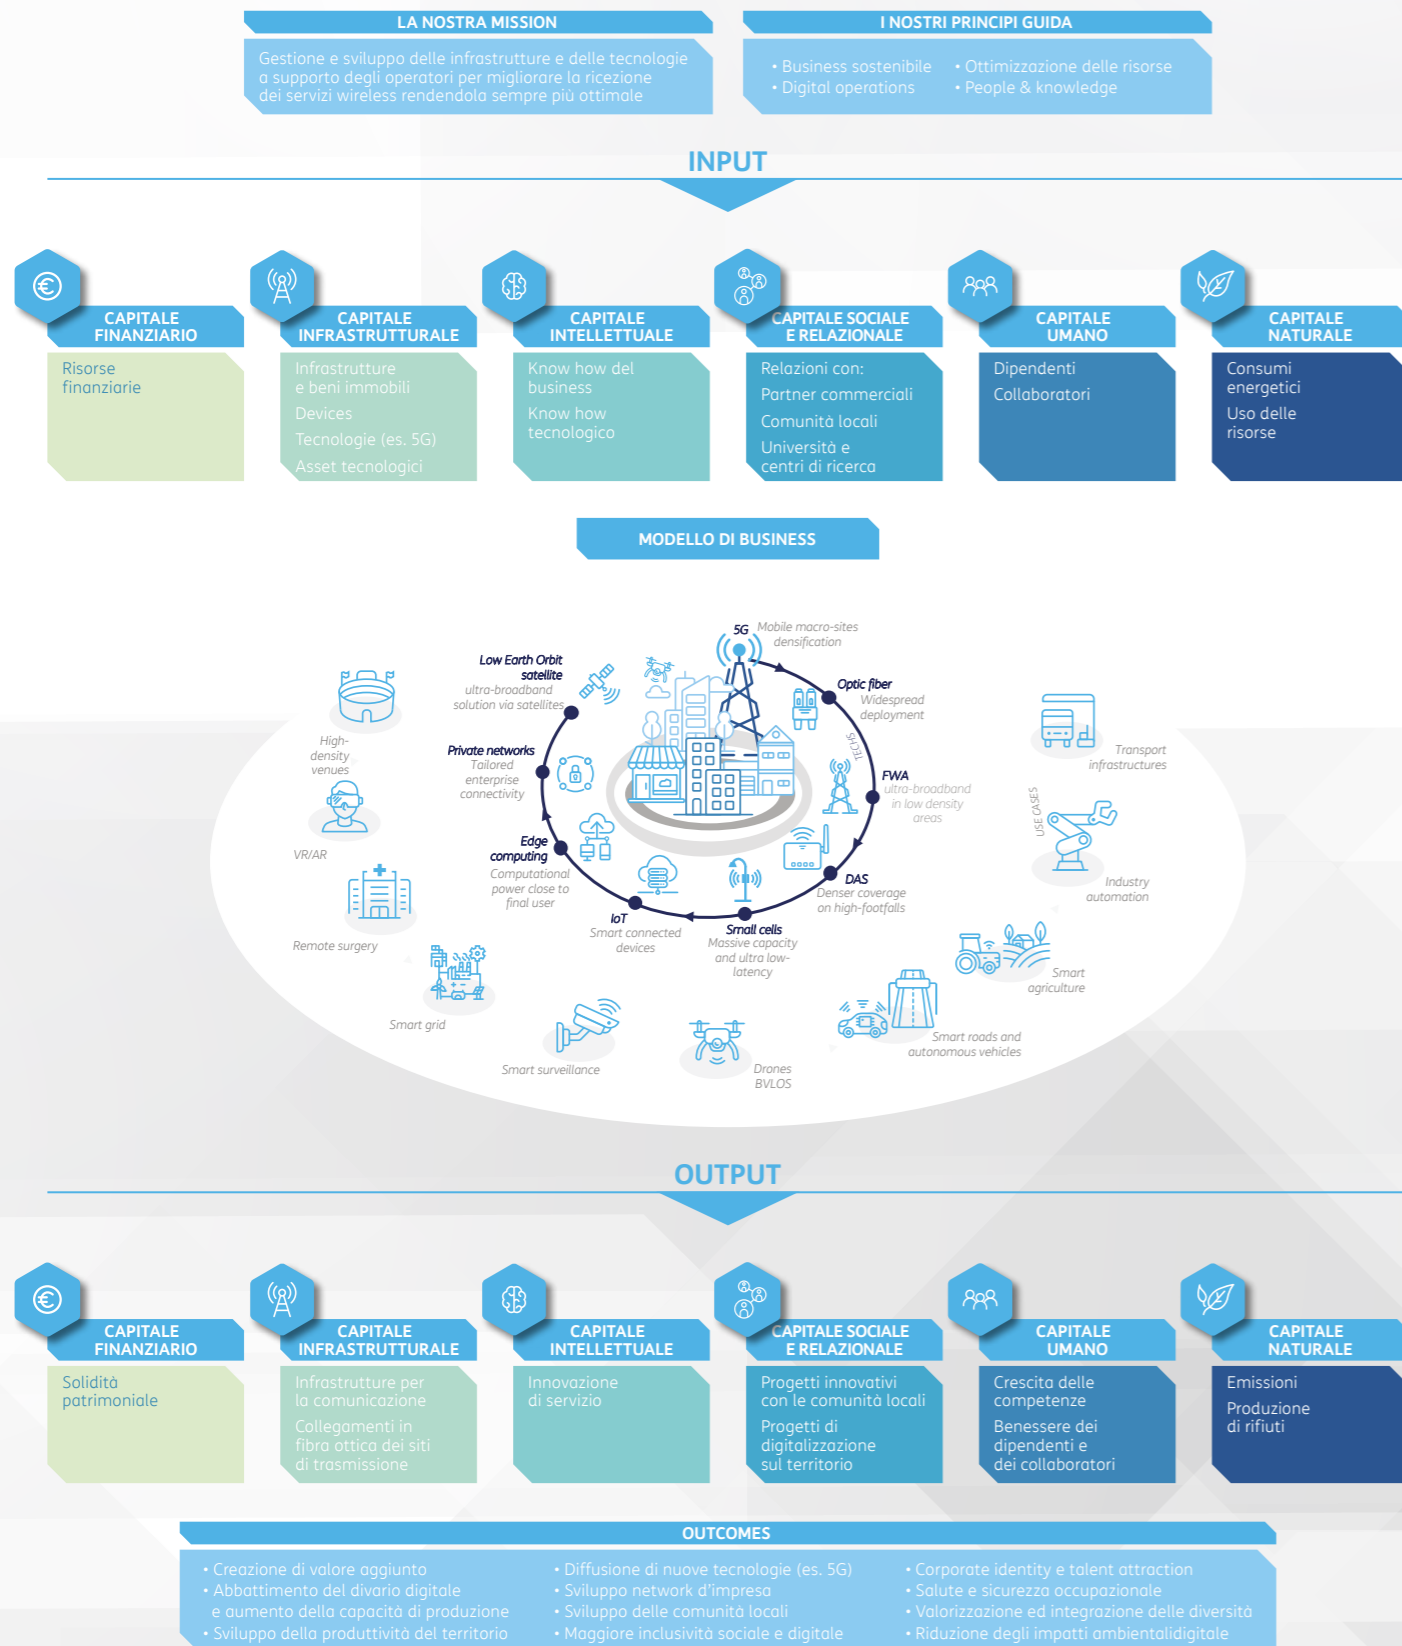 LA NOSTRA MISSION
Gestione e sviluppo delle infrastrutture e delle tecnologie
a supporto degli operatori per migliorare la ricezione
dei servizi wireless rendendola sempre più ottimale
I NOSTRI PRINCIPI GUIDA
• Business sostenibile
• Digital operations
• Ottimizzazione delle risorse
• People & knowledge
INPUT
CAPITALE
FINANZIARIO
Risorse
finanziarie
CAPITALE
INFRASTRUTTURALE
Infrastrutture
e beni immobili
Devices
Tecnologie (es. 5G)
Asset tecnologici
CAPITALE
INTELLETTUALE
Know how del
business
Know how
tecnologico
CAPITALE SOCIALE
E RELAZIONALE
Relazioni con:
Partner commerciali
Comunità locali
Università e
centri di ricerca
CAPITALE
UMANO
Dipendenti
Collaboratori
CAPITALE
NATURALE
Consumi
energetici
Uso delle
risorse
MODELLO DI BUSINESS
5G
Mobile macro-sites
densification
Optic fiber
Widespread
deployment
TECHS
FWA
ultra-broadband
in low density
areas
DAS
Denser coverage
on high-footfalls
Small cells
Massive capacity
and ultra low-
latency
IoT
Smart connected
devices
Edge
computing
Computational
power close to
final user
Private networks
Tailored
enterprise
connectivity
Low Earth Orbit
satellite
ultra-broadband
solution via satellites
High-
density
venues
VR/AR
Remote surgery
Smart grid
Smart surveillance
Drones
BVLOS
Smart roads and
autonomous vehicles
Smart
agriculture
Industry
automation
USE CASES
Transport
infrastructures
OUTPUT
CAPITALE
FINANZIARIO
Solidità
patrimoniale
CAPITALE
INFRASTRUTTURALE
Infrastrutture per
la comunicazione
Collegamenti in
fibra ottica dei siti
di trasmissione
CAPITALE
INTELLETTUALE
Innovazione
di servizio
CAPITALE SOCIALE
E RELAZIONALE
Progetti innovativi
con le comunità locali
Progetti di
digitalizzazione
sul territorio
CAPITALE
UMANO
Crescita delle
competenze
Benessere dei
dipendenti e
dei collaboratori
CAPITALE
NATURALE
Emissioni
Produzione
di rifiuti
OUTCOMES
• Creazione di valore aggiunto
• Abbattimento del divario digitale
e aumento della capacità di produzione
• Sviluppo della produttività del territorio
• Diffusione di nuove tecnologie (es. 5G)
• Sviluppo network d'impresa
• Sviluppo delle comunità locali
• Maggiore inclusività sociale e digitale
• Corporate identity e talent attraction
• Salute e sicurezza occupazionale
• Valorizzazione ed integrazione delle diversità
• Riduzione degli impatti ambientalidigitale